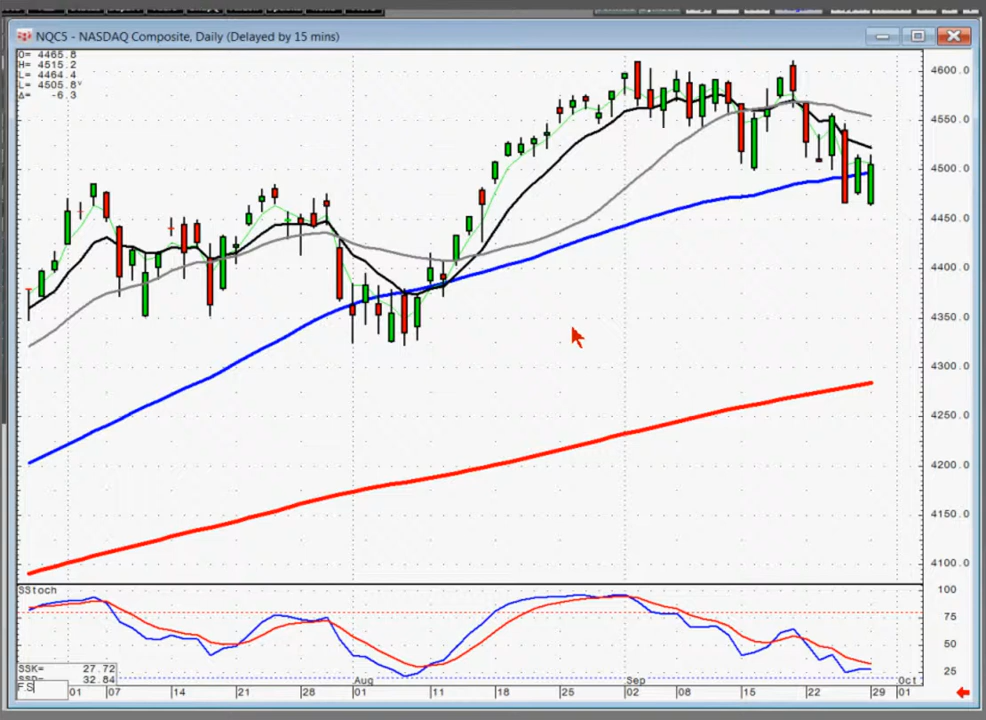 NQC5 - NASDAQ Composite, Daily (Delayed by 15 mins)
O= 4465.8
H= 4515.2
L= 4464.4
L= 4505.8
Δ= -6.3
4600.0
4550.0
4500.0
4450.0
4400.0
4350.0
4300.0
4250.0
4200.0
4150.0
4100.0
SStoch
100
75
50
25
SSK= 27.72
SSD= 32.84
F.S
Aug Sep Oct
01 07 14 21 28 01 11 18 25 02 08 15 22 29 01